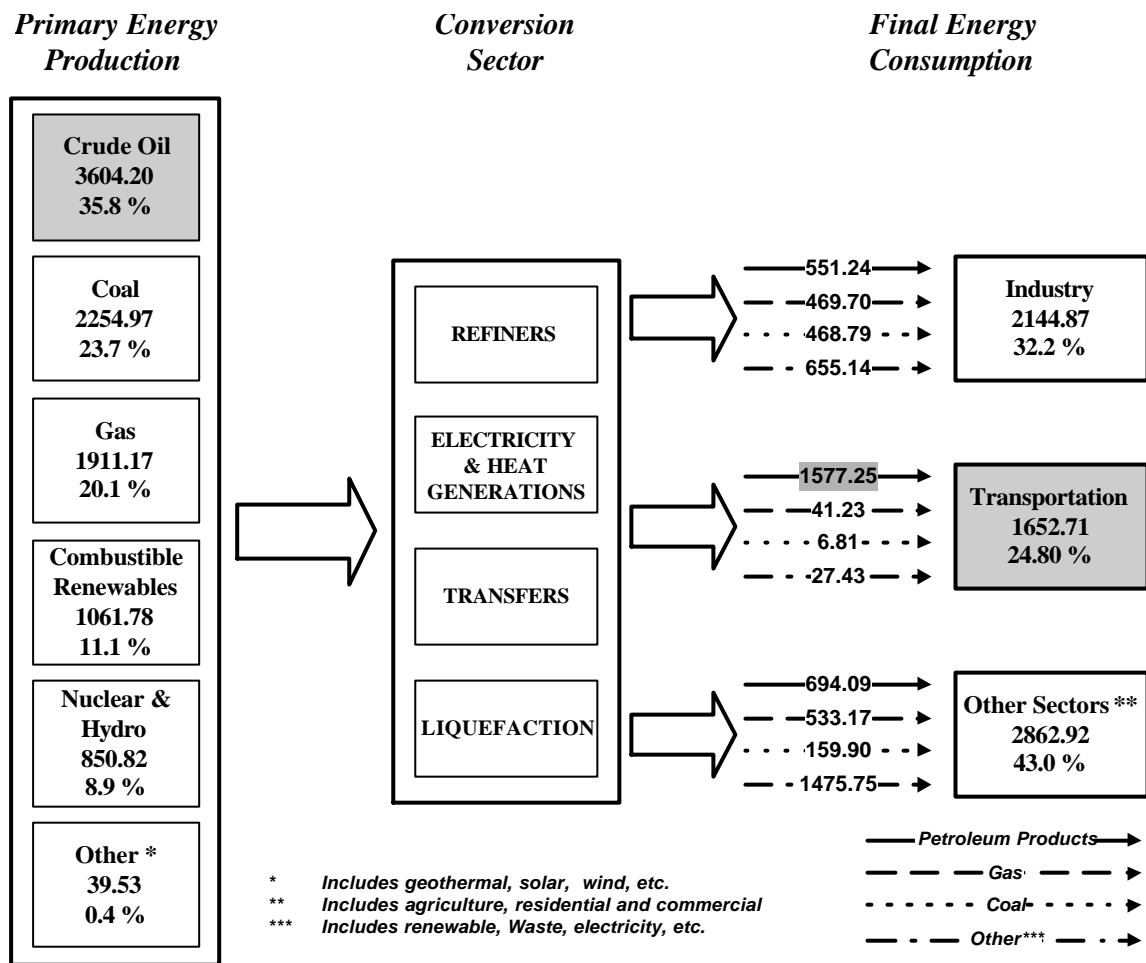 Primary Energy
Production
Conversion
Sector
Final Energy
Consumption
Crude Oil
3604.20
35.8 %
Coal
2254.97
23.7 %
Gas
1911.17
20.1 %
Combustible
Renewables
1061.78
11.1 %
Nuclear &
Hydro
850.82
8.9 %
Other *
39.53
0.4 %
REFINERS
ELECTRICITY
& HEAT
GENERATIONS
TRANSFERS
LIQUEFACTION
551.24
469.70
468.79
655.14
Industry
2144.87
32.2 %
1577.25
41.23
6.81
27.43
Transportation
1652.71
24.80 %
694.09
533.17
159.90
1475.75
Other Sectors **
2862.92
43.0 %
* Includes geothermal, solar, wind, etc.
** Includes agriculture, residential and commercial
*** Includes renewable, Waste, electricity, etc.
Petroleum Products
Gas
Coal
Other***